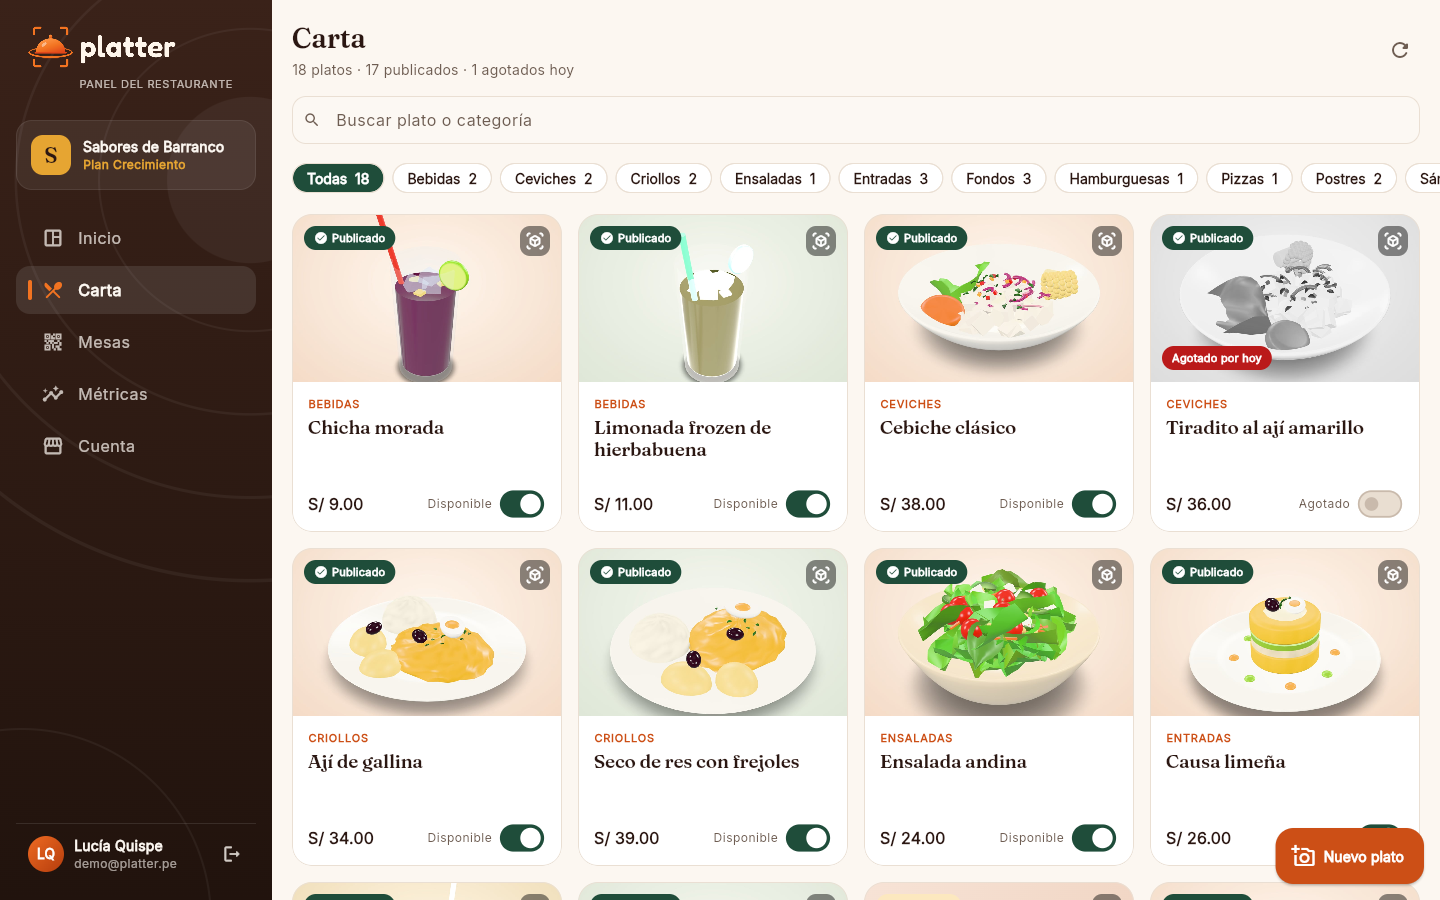 platter
PANEL DEL RESTAURANTE
S
Sabores de Barranco
Plan Crecimiento
Inicio
Carta
Mesas
Métricas
Cuenta
LQ
Lucía Quispe
demo@platter.pe
Carta
18 platos · 17 publicados · 1 agotados hoy
Buscar plato o categoría
Todas 18
Bebidas 2
Ceviches 2
Criollos 2
Ensaladas 1
Entradas 3
Fondos 3
Hamburguesas 1
Pizzas 1
Postres 2
Publicado
BEBIDAS
Chicha morada
S/ 9.00
Disponible
Publicado
BEBIDAS
Limonada frozen de
hierbabuena
S/ 11.00
Disponible
Publicado
CEVICHES
Cebiche clásico
S/ 38.00
Disponible
Publicado
Agotado por hoy
CEVICHES
Tiradito al ají amarillo
S/ 36.00
Agotado
Publicado
CRIOLLOS
Ají de gallina
S/ 34.00
Disponible
Publicado
CRIOLLOS
Seco de res con frejoles
S/ 39.00
Disponible
Publicado
ENSALADAS
Ensalada andina
S/ 24.00
Disponible
Publicado
ENTRADAS
Causa limeña
S/ 26.00
Nuevo plato